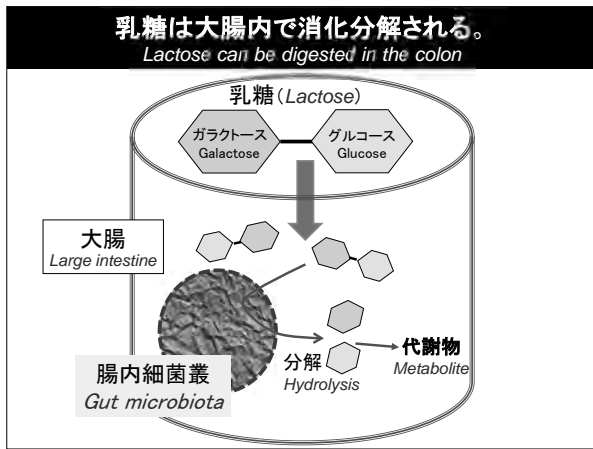 乳糖は大腸内で消化分解される。
Lactose can be digested in the colon
乳糖(Lactose)
ガラクトース
Galactose
グルコース
Glucose
大腸
Large intestine
分解
Hydrolysis
代謝物
Metabolite
腸内細菌叢
Gut microbiota